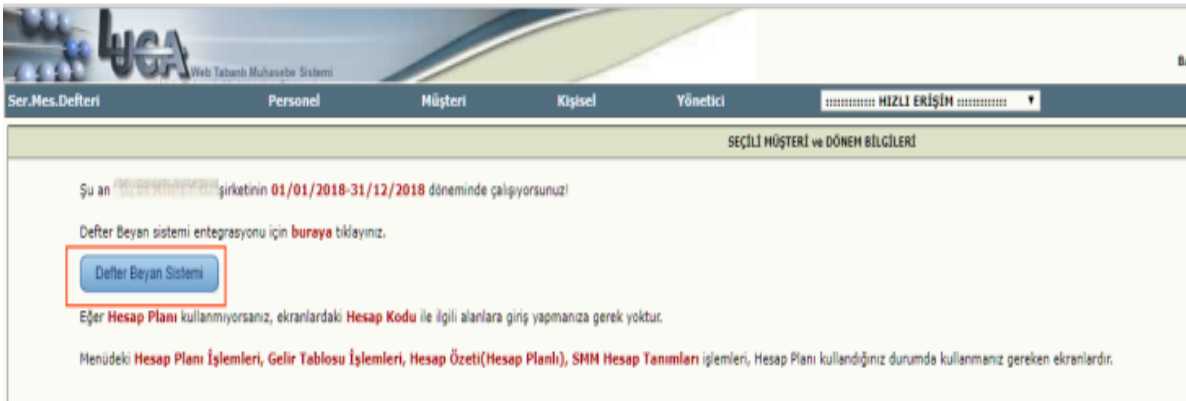 LUCA
Web Tabanlı Muhasebe Sistemi
Ser.Mes.Defteri Personel Müşteri Kişisel Yönetici ::::::::::::: HIZLI ERİŞİM :::::::::::::
SEÇİLİ MÜŞTERİ ve DÖNEM BİLGİLERİ
Şu an şirketinin 01/01/2018-31/12/2018 döneminde çalışıyorsunuz!
Defter Beyan sistemi entegrasyonu için buraya tıklayınız.
Defter Beyan Sistemi
Eğer Hesap Planı kullanmıyorsanız, ekranlardaki Hesap Kodu ile ilgili alanlara giriş yapmanıza gerek yoktur.
Menüdeki Hesap Planı İşlemleri, Gelir Tablosu İşlemleri, Hesap Özeti(Hesap Planlı), SMM Hesap Tanımları işlemleri, Hesap Planı kullandığınız durumda kullanmanız gereken ekranlardır.